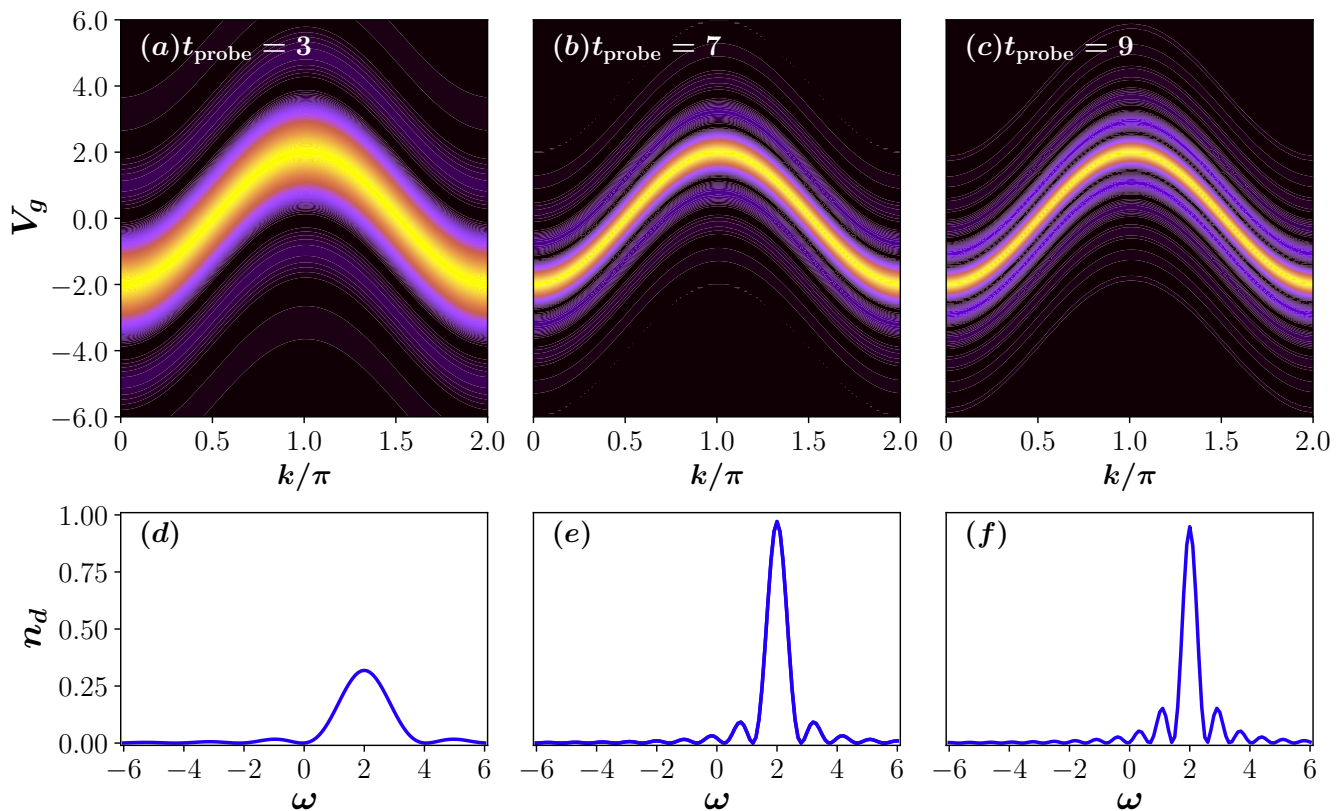 (a)t_probe = 3
(b)t_probe = 7
(c)t_probe = 9
V_g
6.0
4.0
2.0
0.0
−2.0
−4.0
−6.0
0 0.5 1.0 1.5 2.0
0 0.5 1.0 1.5 2.0
0 0.5 1.0 1.5 2.0
k/π
k/π
k/π
(d)
(e)
(f)
n_d
1.00
0.75
0.50
0.25
0.00
−6 −4 −2 0 2 4 6
−6 −4 −2 0 2 4 6
−6 −4 −2 0 2 4 6
ω
ω
ω